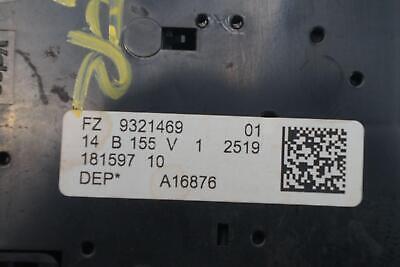 FZ 9321469 01
14 B 155 V 1 2519
181597 10
DEP* A16876